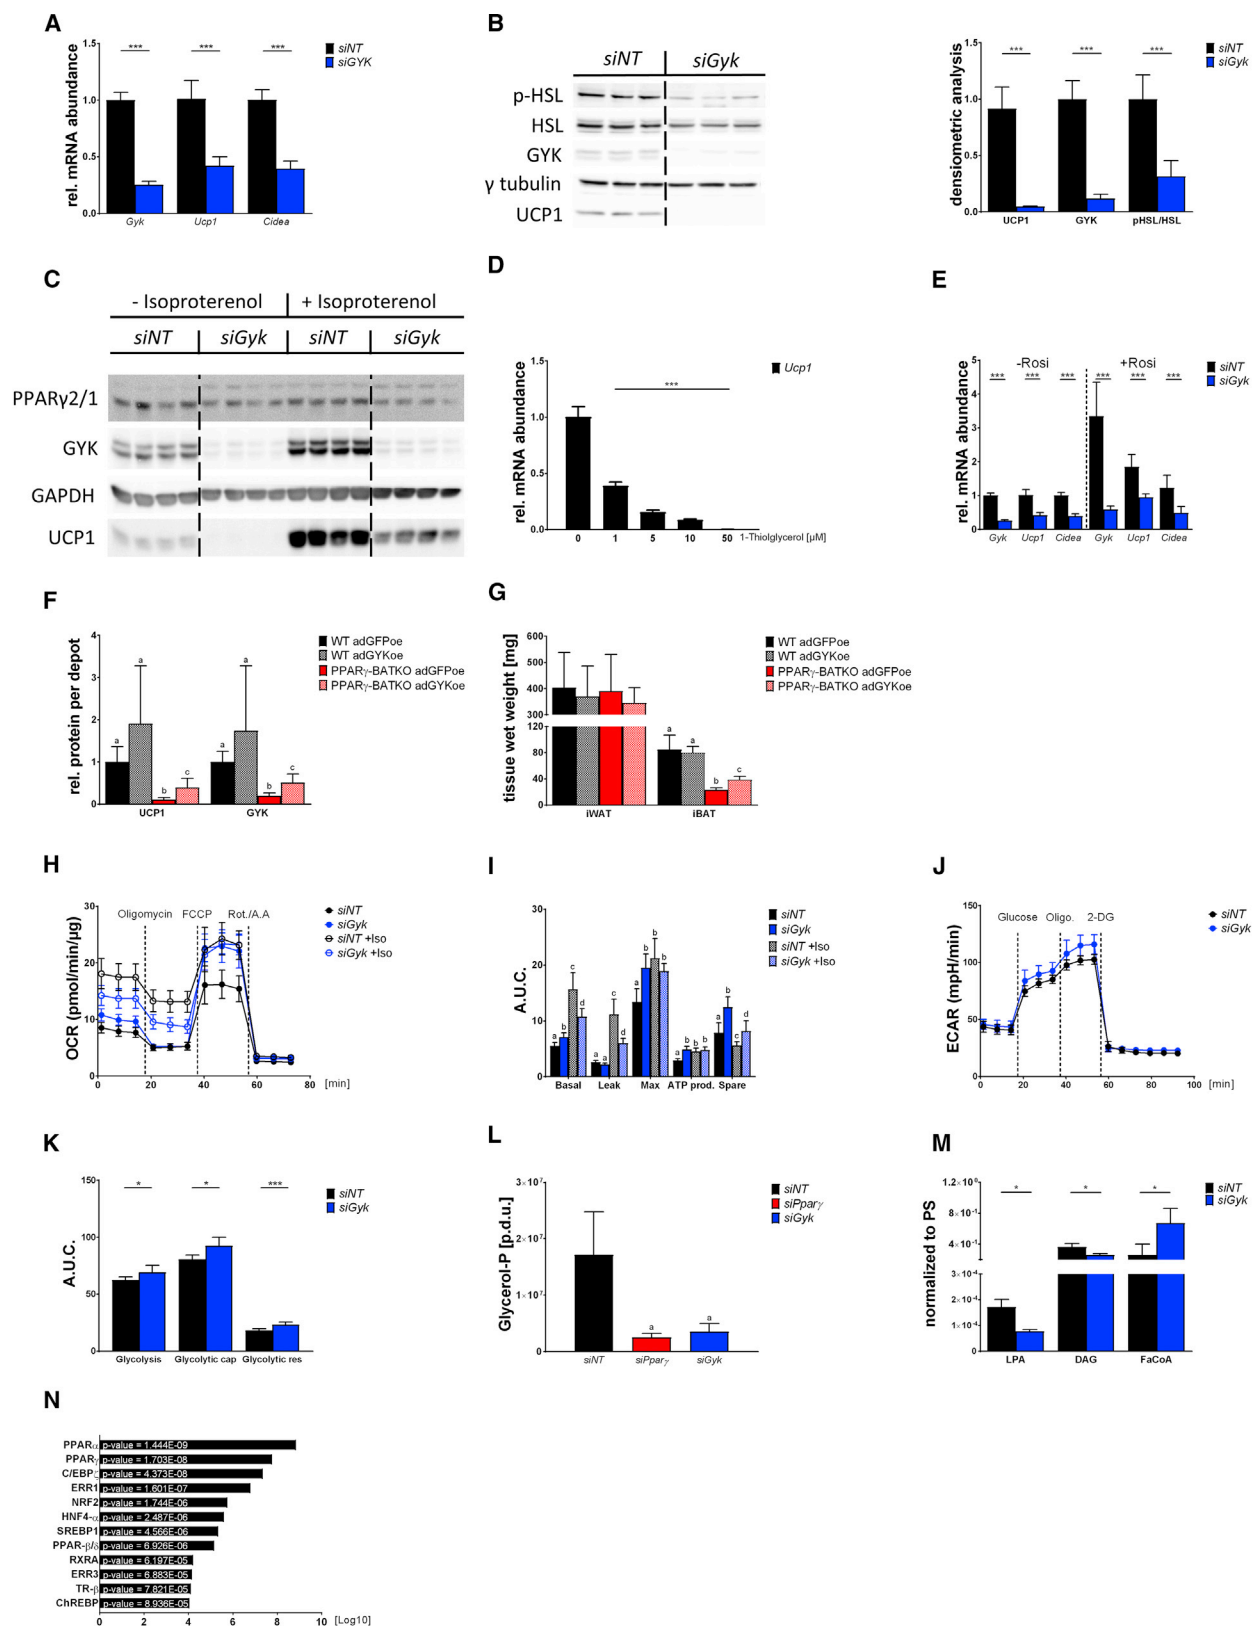 A
1.5
1.0
0.5
0.0
rel. mRNA abundance
*** *** ***
Gyk Ucp1 Cidea
siNT
siGYK
B
siNT siGyk
p-HSL
HSL
GYK
γ tubulin
UCP1
1.5
1.0
0.5
0.0
densiometric analysis
*** *** ***
UCP1 GYK pHSL/HSL
siNT
siGyk
C
- Isoproterenol + Isoproterenol
siNT siGyk siNT siGyk
PPARγ2/1
GYK
GAPDH
UCP1
D
1.5
1.0
0.5
0.0
rel. mRNA abundance
***
0 1 5 10 50 1-Thiolglycerol [µM]
Ucp1
E
5
4
3
2
1
0
rel. mRNA abundance
-Rosi +Rosi
*** *** *** *** *** ***
Gyk Ucp1 Cidea Gyk Ucp1 Cidea
siNT
siGyk
F
4
3
2
1
0
rel. protein per depot
a a b c a a b c
UCP1 GYK
WT adGFPoe
WT adGYKoe
PPARγ-BATKO adGFPoe
PPARγ-BATKO adGYKoe
G
600
500
400
300
120
80
40
0
tissue wet weight [mg]
a a b c
iWAT iBAT
WT adGFPoe
WT adGYKoe
PPARγ-BATKO adGFPoe
PPARγ-BATKO adGYKoe
H
30
20
10
0
OCR (pmol/min/µg)
Oligomycin FCCP Rot./A.A
0 20 40 60 80 [min]
siNT
siGyk
siNT +Iso
siGyk +Iso
I
30
20
10
0
A.U.C.
a b c d a a c d a b b b a b b b a b c d
Basal Leak Max ATP prod. Spare
siNT
siGyk
siNT +Iso
siGyk +Iso
J
150
100
50
0
ECAR (mpH/min)
Glucose Oligo. 2-DG
0 20 40 60 80 100 [min]
siNT
siGyk
K
150
100
50
0
A.U.C.
* * ***
Glycolysis Glycolytic cap Glycolytic res
siNT
siGyk
L
3×10⁷
2×10⁷
1×10⁷
0
Glycerol-P [p.d.u.]
a a
siNT siPparγ siGyk
siNT
siPparγ
siGyk
M
1.2×10⁰
8×10⁻¹
4×10⁻¹
3×10⁻⁴
2×10⁻⁴
1×10⁻⁴
0
normalized to PS
* * *
LPA DAG FaCoA
siNT
siGyk
N
PPARα p-value = 1.444E-09
PPARγ p-value = 1.703E-08
C/EBPζ p-value = 4.373E-08
ERR1 p-value = 1.601E-07
NRF2 p-value = 1.744E-06
HNF4-α p-value = 2.487E-06
SREBP1 p-value = 4.566E-06
PPAR-β/δ p-value = 6.926E-06
RXRA p-value = 6.197E-05
ERR3 p-value = 6.883E-05
TR-β p-value = 7.821E-05
ChREBP p-value = 8.936E-05
0 2 4 6 8 10 [Log10]